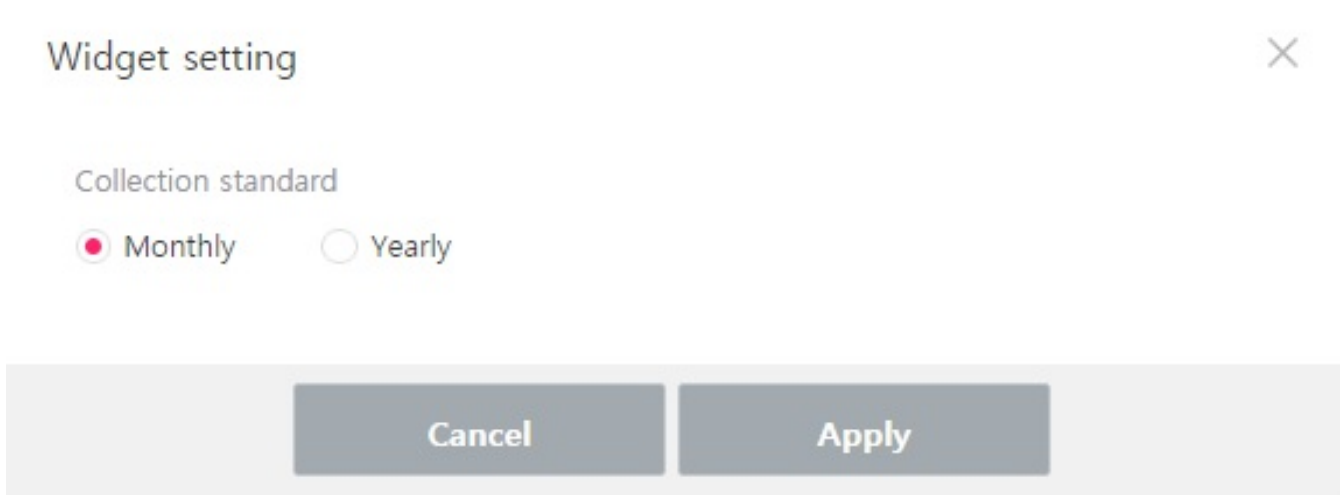 Widget setting
Collection standard
Monthly Yearly
Cancel Apply